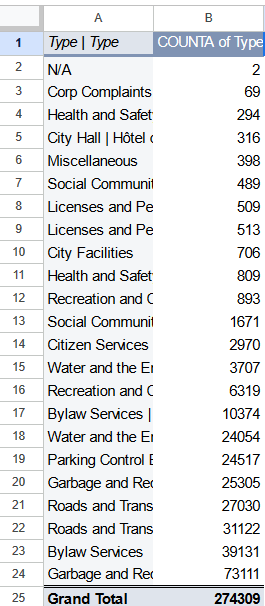 A B
1 Type | Type COUNTA of Type
2 N/A 2
3 Corp Complaints 69
4 Health and Safet 294
5 City Hall | Hôtel 316
6 Miscellaneous 398
7 Social Communit 489
8 Licenses and Pe 509
9 Licenses and Pe 513
10 City Facilities 706
11 Health and Safet 809
12 Recreation and C 893
13 Social Communit 1671
14 Citizen Services 2970
15 Water and the Er 3707
16 Recreation and C 6319
17 Bylaw Services | 10374
18 Water and the Er 24054
19 Parking Control E 24517
20 Garbage and Rec 25305
21 Roads and Trans 27030
22 Roads and Trans 31122
23 Bylaw Services 39131
24 Garbage and Rec 73111
25 Grand Total 274309